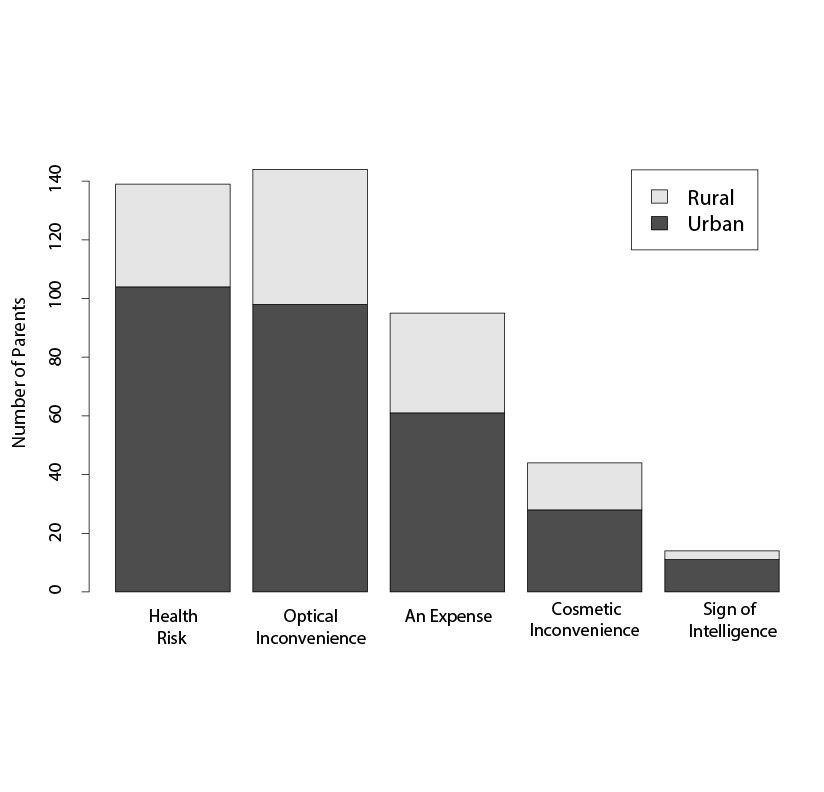 Number of Parents
140
120
100
80
60
40
20
0
Rural
Urban
Health
Risk
Optical
Inconvenience
An Expense
Cosmetic
Inconvenience
Sign of
Intelligence